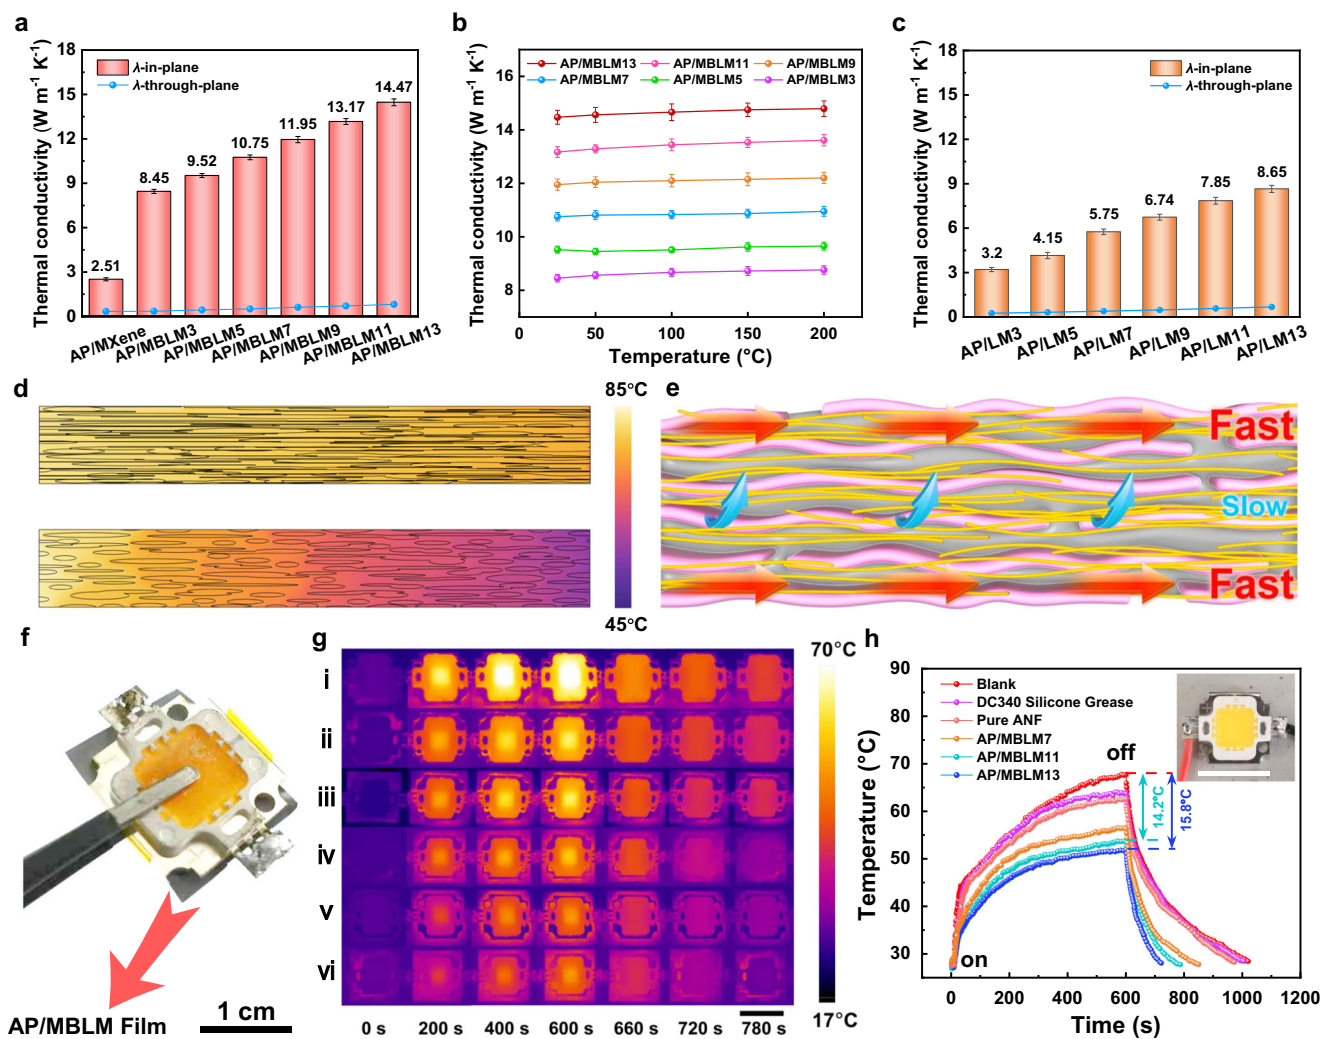 a
Thermal conductivity (W m⁻¹ K⁻¹)
18
15
12
9
6
3
0
λ-in-plane
λ-through-plane
2.51
8.45
9.52
10.75
11.95
13.17
14.47
AP/MXene
AP/MBLM3
AP/MBLM5
AP/MBLM7
AP/MBLM9
AP/MBLM11
AP/MBLM13
b
Thermal conductivity (W m⁻¹ K⁻¹)
16
14
12
10
8
AP/MBLM13 AP/MBLM11 AP/MBLM9
AP/MBLM7 AP/MBLM5 AP/MBLM3
50 100 150 200
Temperature (°C)
c
Thermal conductivity (W m⁻¹ K⁻¹)
18
15
12
9
6
3
0
λ-in-plane
λ-through-plane
3.2
4.15
5.75
6.74
7.85
8.65
AP/LM3
AP/LM5
AP/LM7
AP/LM9
AP/LM11
AP/LM13
d
85°C
45°C
e
Fast
Slow
Fast
f
AP/MBLM Film
1 cm
g
i
ii
iii
iv
v
vi
0 s 200 s 400 s 600 s 660 s 720 s 780 s
70°C
17°C
h
Temperature (°C)
90
80
70
60
50
40
30
Blank
DC340 Silicone Grease
Pure ANF
AP/MBLM7
AP/MBLM11
AP/MBLM13
off
14.2°C
15.8°C
on
0 200 400 600 800 1000 1200
Time (s)